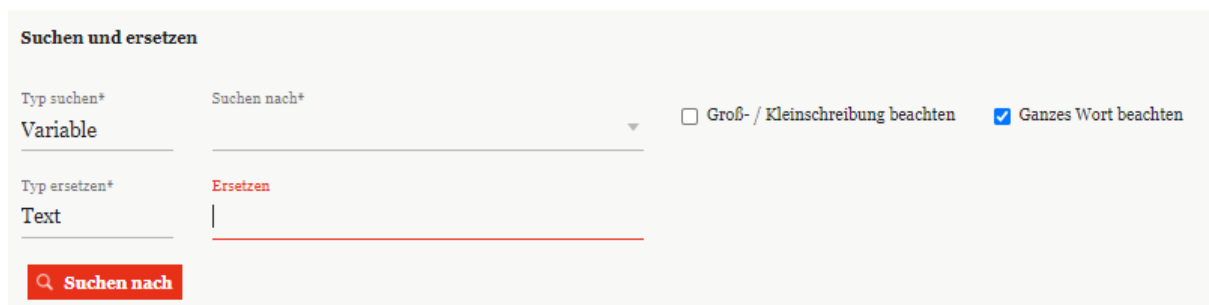 Suchen und ersetzen
Typ suchen* Suchen nach*
Variable
Groß- / Kleinschreibung beachten Ganzes Wort beachten
Typ ersetzen* Ersetzen
Text
Suchen nach